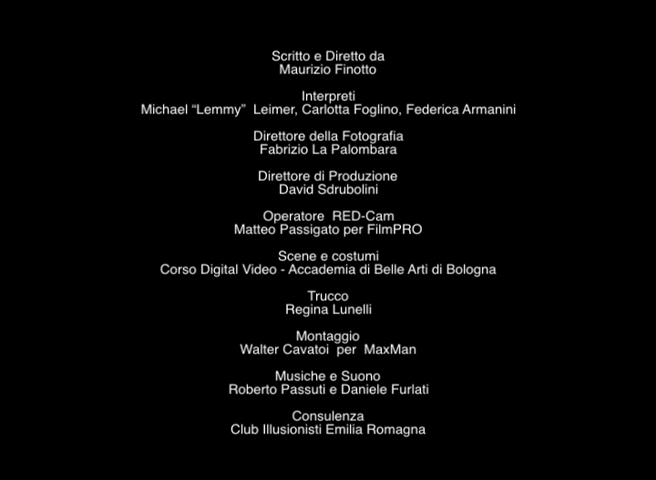 Scritto e Diretto da
Maurizio Finotto
Interpreti
Michael “Lemmy” Leimer, Carlotta Foglino, Federica Armanini
Direttore della Fotografia
Fabrizio La Palombara
Direttore di Produzione
David Sdrubolini
Operatore RED-Cam
Matteo Passigato per FilmPRO
Scene e costumi
Corso Digital Video - Accademia di Belle Arti di Bologna
Trucco
Regina Lunelli
Montaggio
Walter Cavatoi per MaxMan
Musiche e Suono
Roberto Passuti e Daniele Furlati
Consulenza
Club Illusionisti Emilia Romagna